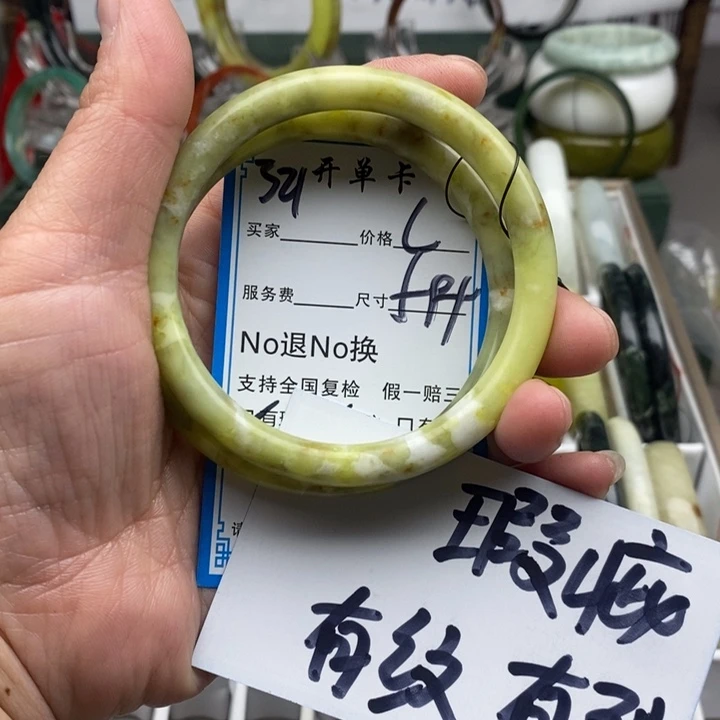 321 开单卡
买家 价格
服务费 尺寸
No退No换
支持全国复检 假一赔三
瑕疵
有纹 有